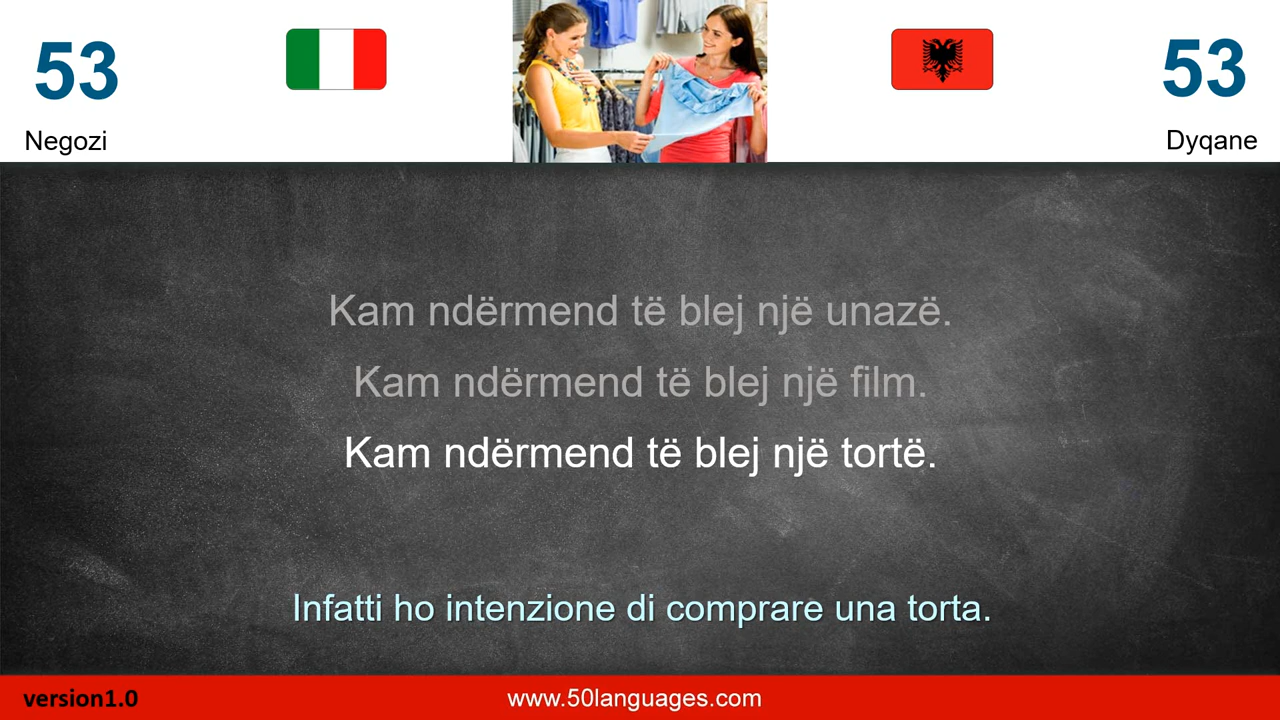 53
53
Negozi
Dyqane
Kam ndërmend të blej një unazë.
Kam ndërmend të blej një film.
Kam ndërmend të blej një tortë.
Infatti ho intenzione di comprare una torta.
version1.0
www.50languages.com